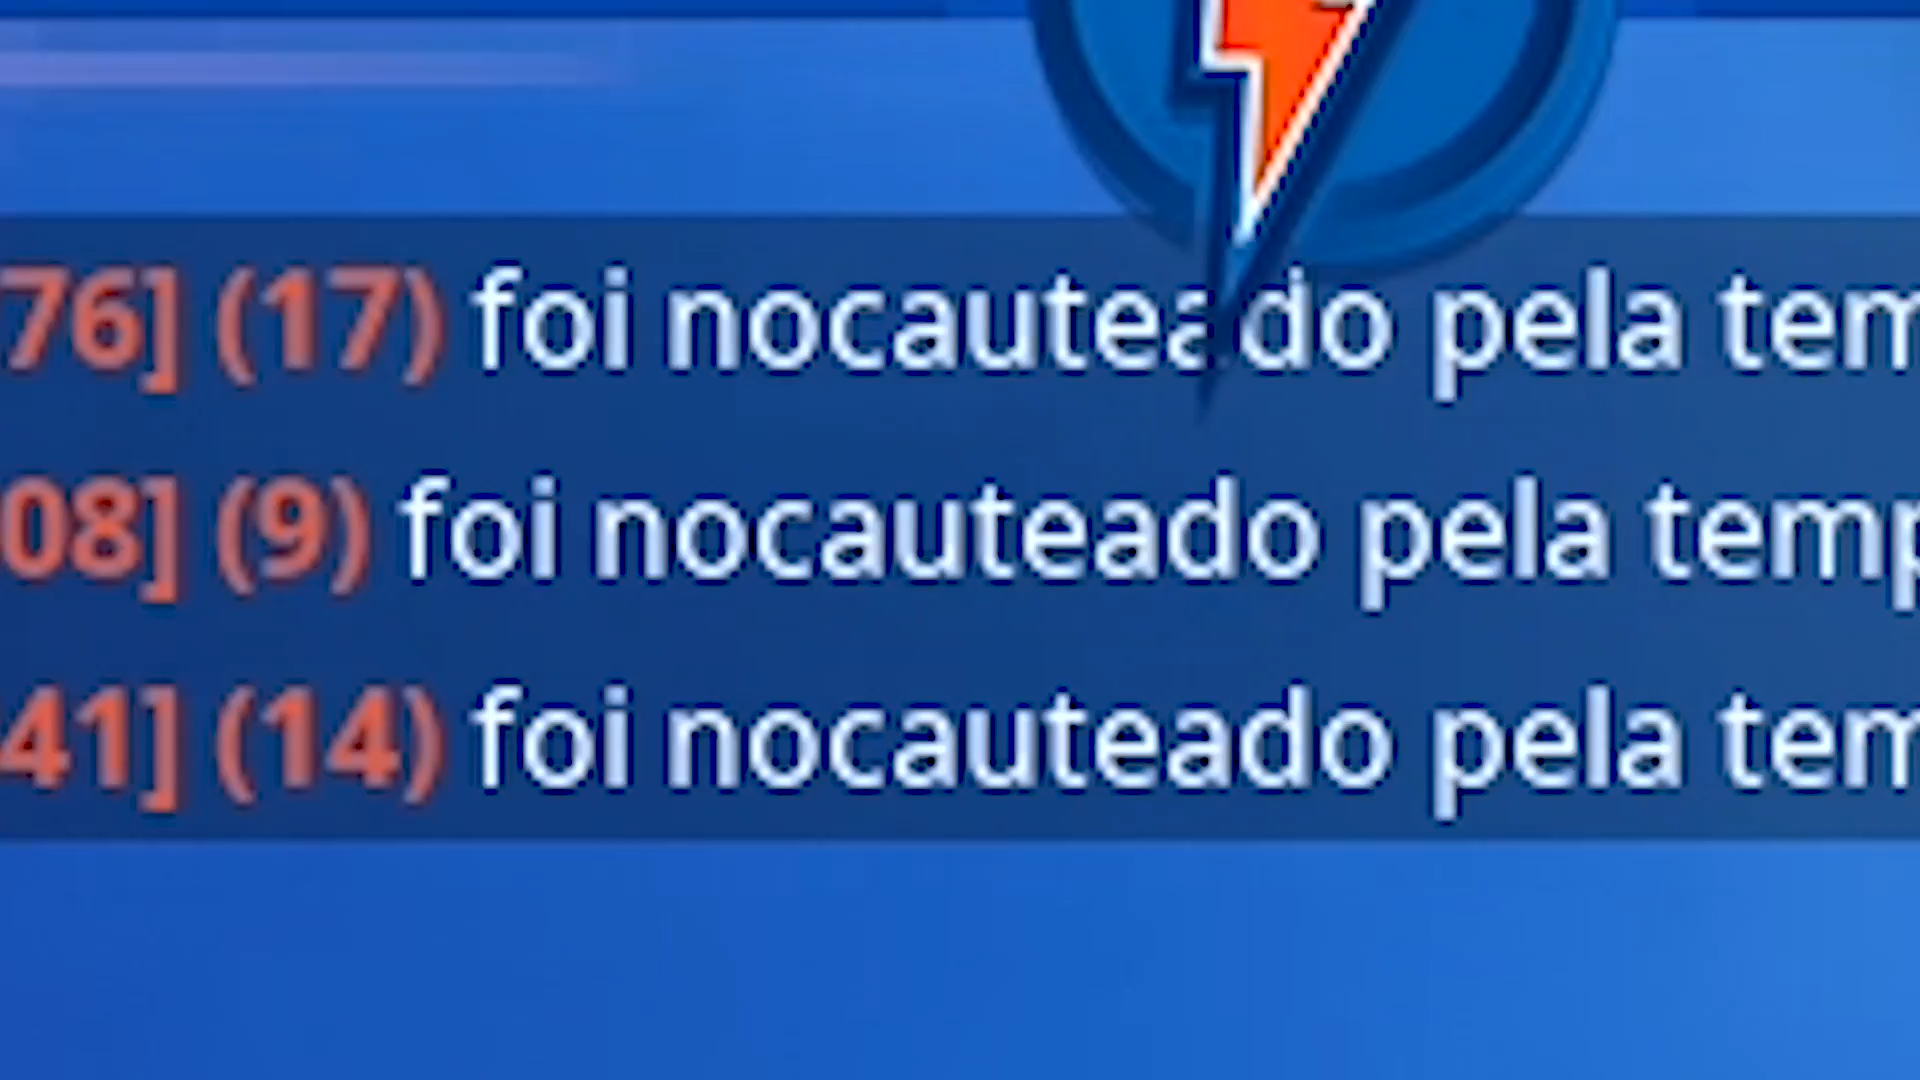 76] (17) foi nocauteado pela tem
08] (9) foi nocauteado pela temp
41] (14) foi nocauteado pela tem